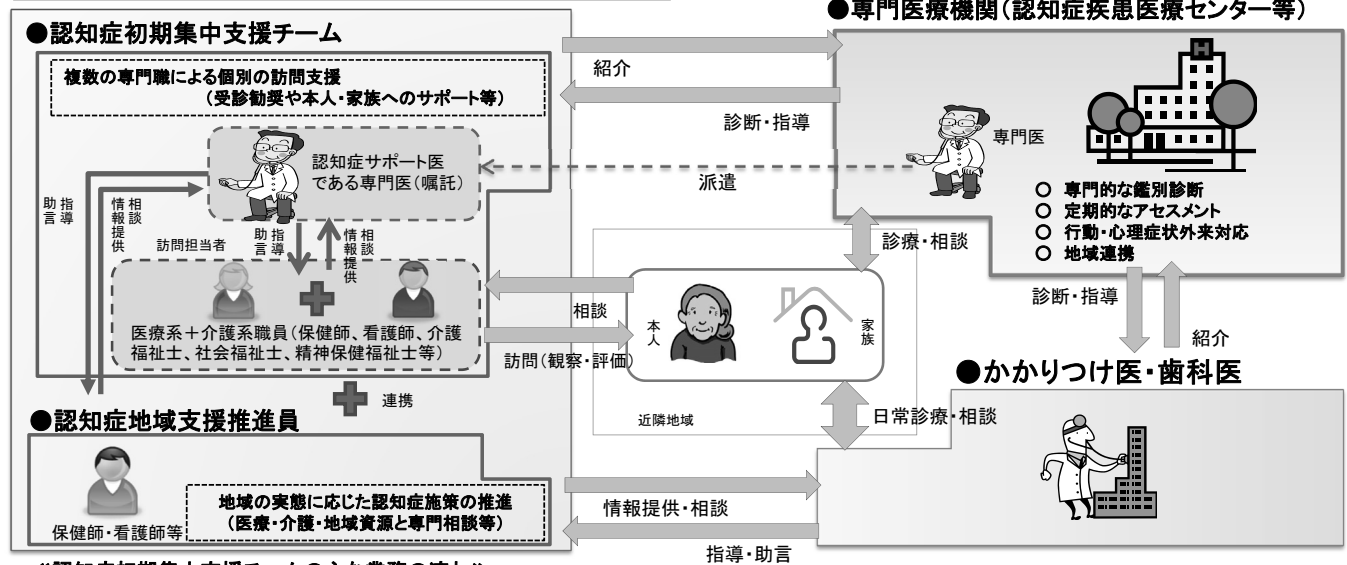 ●認知症初期集中支援チーム
複数の専門職による個別の訪問支援
（受診勧奨や本人・家族へのサポート等）
認知症サポート医
である専門医（嘱託）
指導
助言
相談
情報提供
訪問担当者
指導
助言
相談
情報提供
医療系＋介護系職員（保健師、看護師、介護
福祉士、社会福祉士、精神保健福祉士等）
連携
●認知症地域支援推進員
保健師・看護師等
地域の実態に応じた認知症施策の推進
（医療・介護・地域資源と専門相談等）
紹介
診断・指導
派遣
診療・相談
相談
訪問（観察・評価）
本人
家族
近隣地域
日常診療・相談
情報提供・相談
指導・助言
●専門医療機関（認知症疾患医療センター等）
H
専門医
○ 専門的な鑑別診断
○ 定期的なアセスメント
○ 行動・心理症状外来対応
○ 地域連携
診断・指導
紹介
●かかりつけ医・歯科医